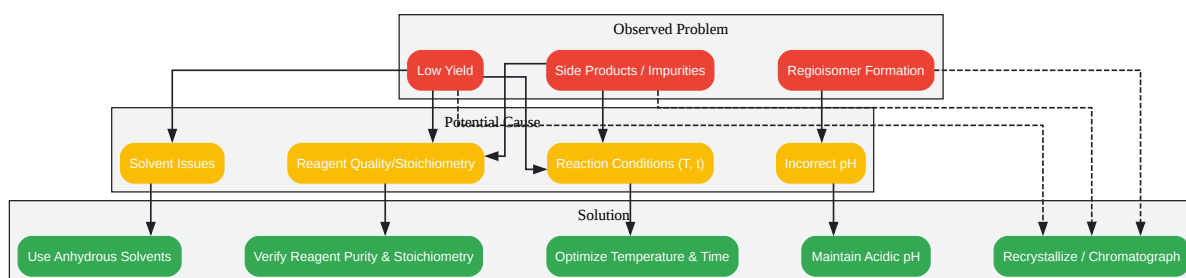 Observed Problem
Low Yield
Side Products / Impurities
Regioisomer Formation
Potential Cause
Solvent Issues
Reagent Quality/Stoichiometry
Reaction Conditions (T, t)
Incorrect pH
Solution
Use Anhydrous Solvents
Verify Reagent Purity & Stoichiometry
Optimize Temperature & Time
Maintain Acidic pH
Recrystallize / Chromatograph